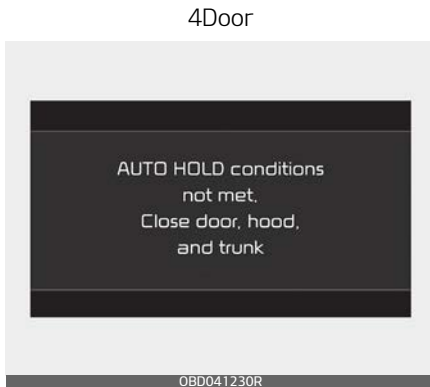 4Door
AUTO HOLD conditions
not met.
Close door, hood,
and trunk
OBD041230R